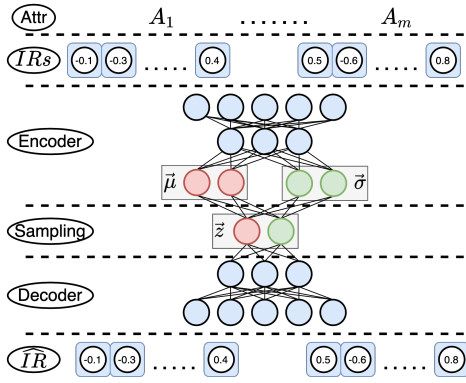 Attr A₁ ....... Aₘ
IRs -0.1 -0.3 ..... 0.4 0.5 -0.6 ..... 0.8
Encoder
μ⃗ σ⃗
Sampling z⃗
Decoder
ÎR -0.1 -0.3 ..... 0.4 0.5 -0.6 ..... 0.8